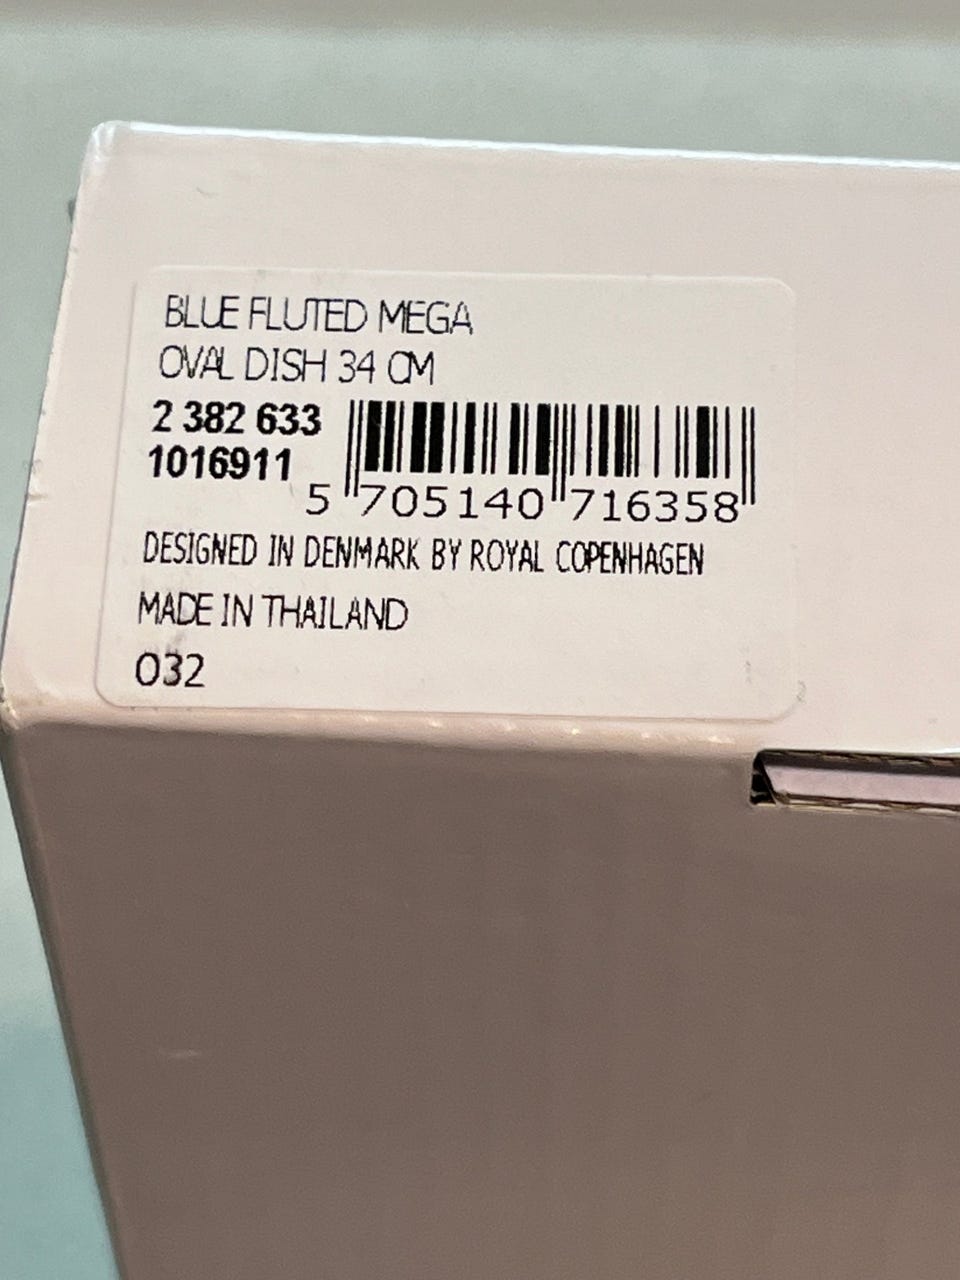 BLUE FLUTED MEGA
OVAL DISH 34 CM
2 382 633
1016911
5 705140 716358
DESIGNED IN DENMARK BY ROYAL COPENHAGEN
MADE IN THAILAND
032